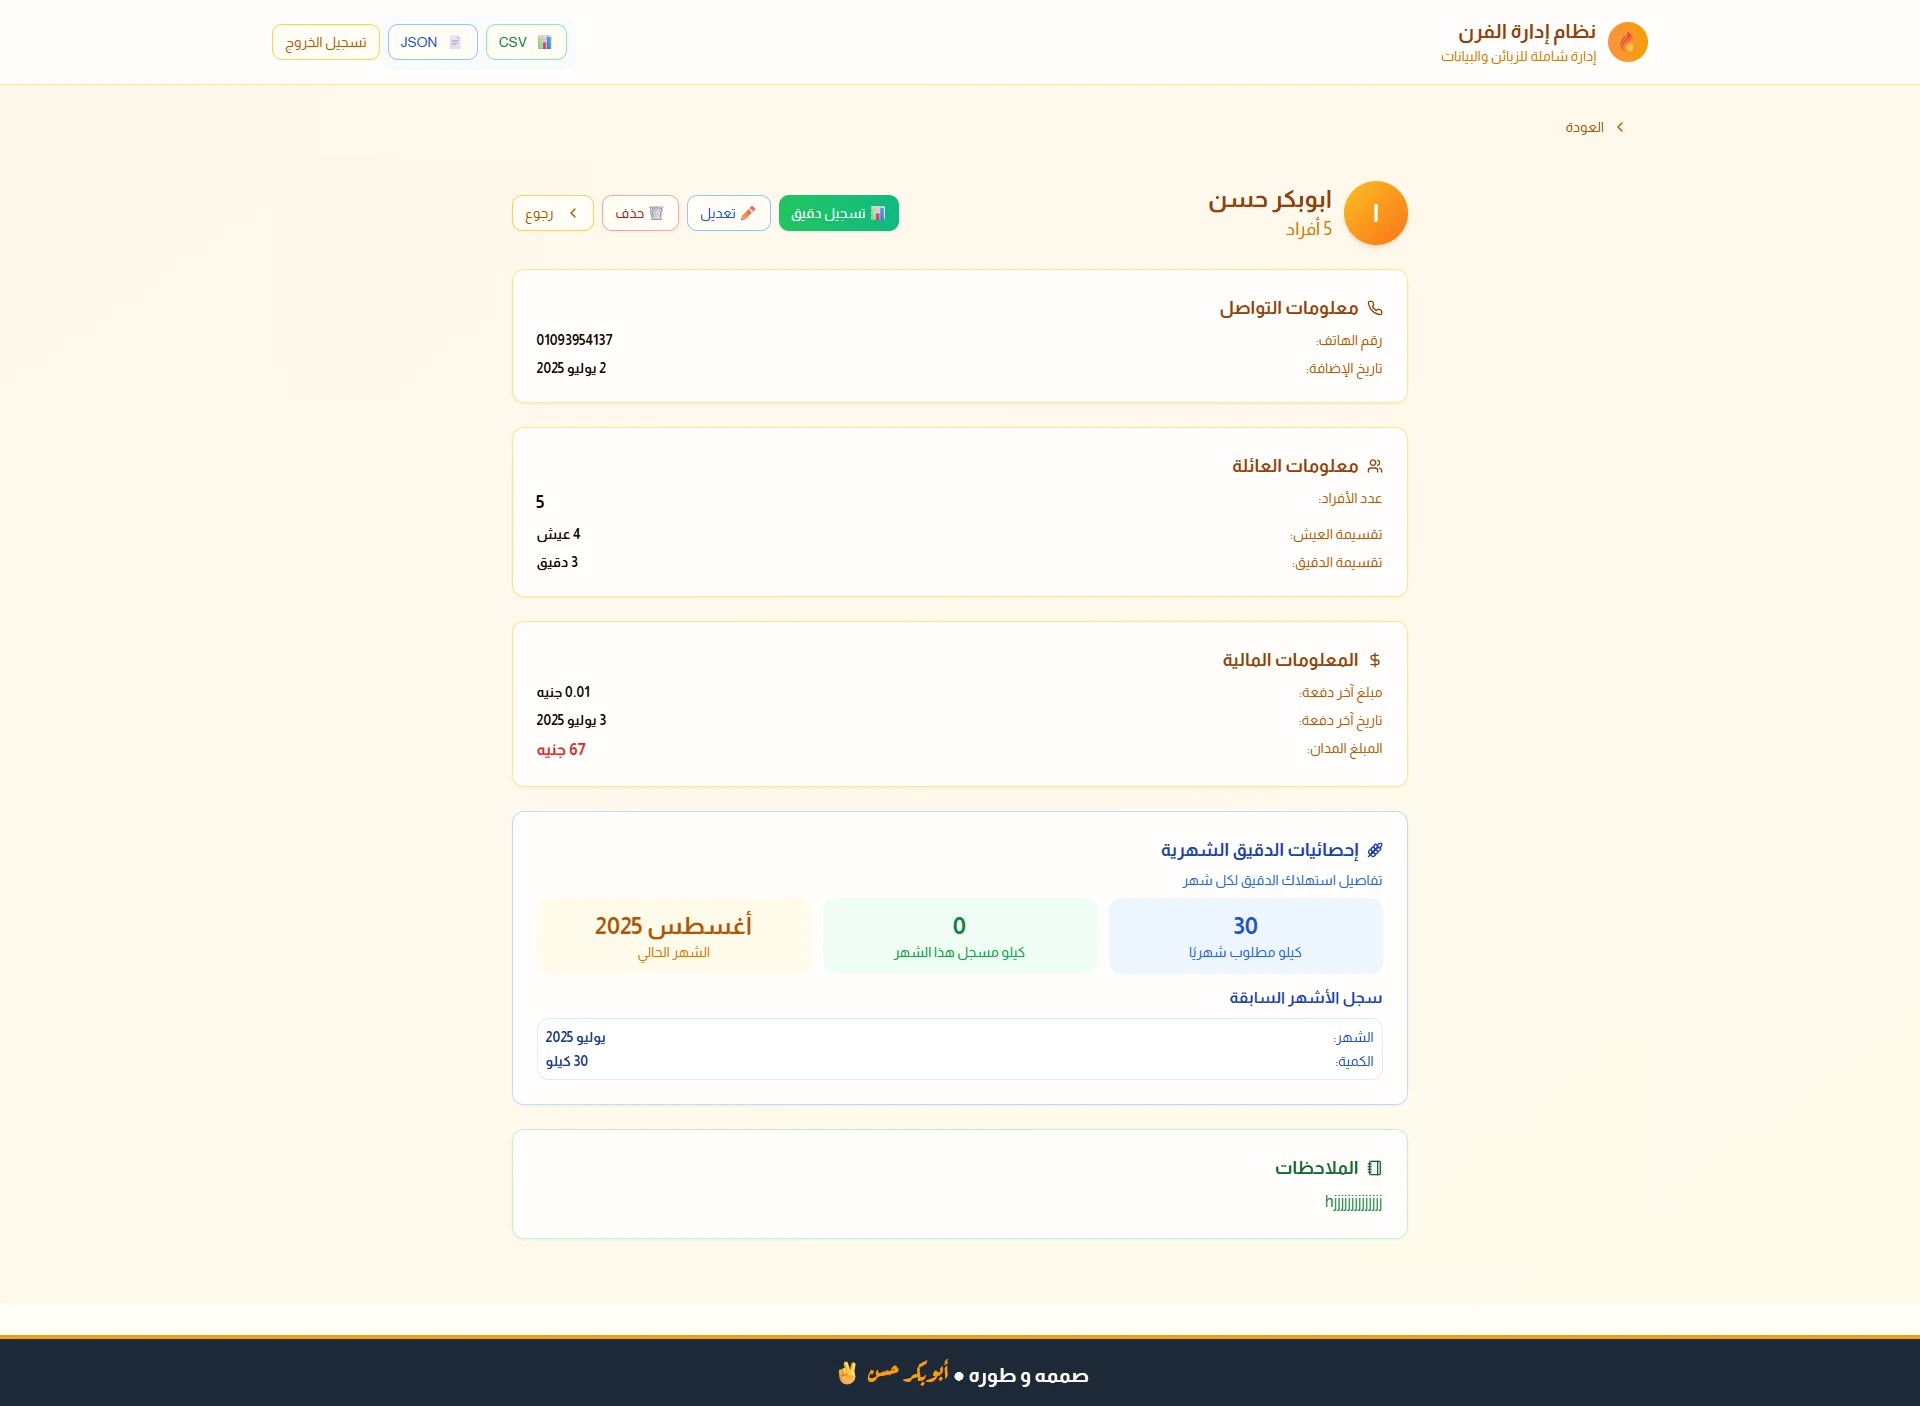 نظام إدارة الفرن
إدارة شاملة للزبائن والبيانات
CSV
JSON
تسجيل الخروج
العودة
ا
ابوبكر حسن
5 أفراد
تسجيل دقيق
تعديل
حذف
رجوع
معلومات التواصل
رقم الهاتف: 01093954137
تاريخ الإضافة: 2 يوليو 2025
معلومات العائلة
عدد الأفراد: 5
تقسيمة العيش: 4 عيش
تقسيمة الدقيق: 3 دقيق
المعلومات المالية
مبلغ آخر دفعة: 0.01 جنيه
تاريخ آخر دفعة: 3 يوليو 2025
المبلغ المدان: 67 جنيه
إحصائيات الدقيق الشهرية
تفاصيل استهلاك الدقيق لكل شهر
30
كيلو مطلوب شهريًا
0
كيلو مسجل هذا الشهر
أغسطس 2025
الشهر الحالي
سجل الأشهر السابقة
الشهر: يوليو 2025
الكمية: 30 كيلو
الملاحظات
hjjjjjjjjjjjjjj
صممه و طوره • أبوبكر حسن ✌